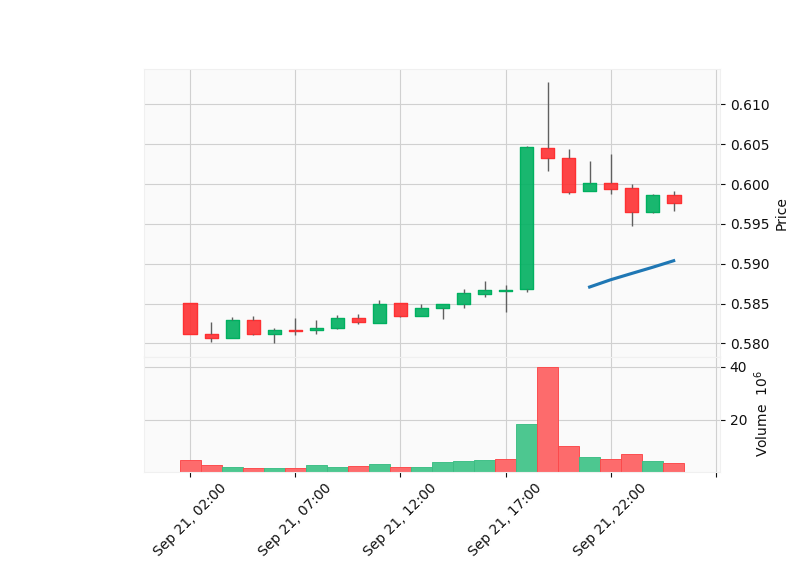 0.610
0.605
0.600
0.595
0.590
0.585
0.580
Price
40
20
Volume 10^6
Sep 21, 02:00
Sep 21, 07:00
Sep 21, 12:00
Sep 21, 17:00
Sep 21, 22:00